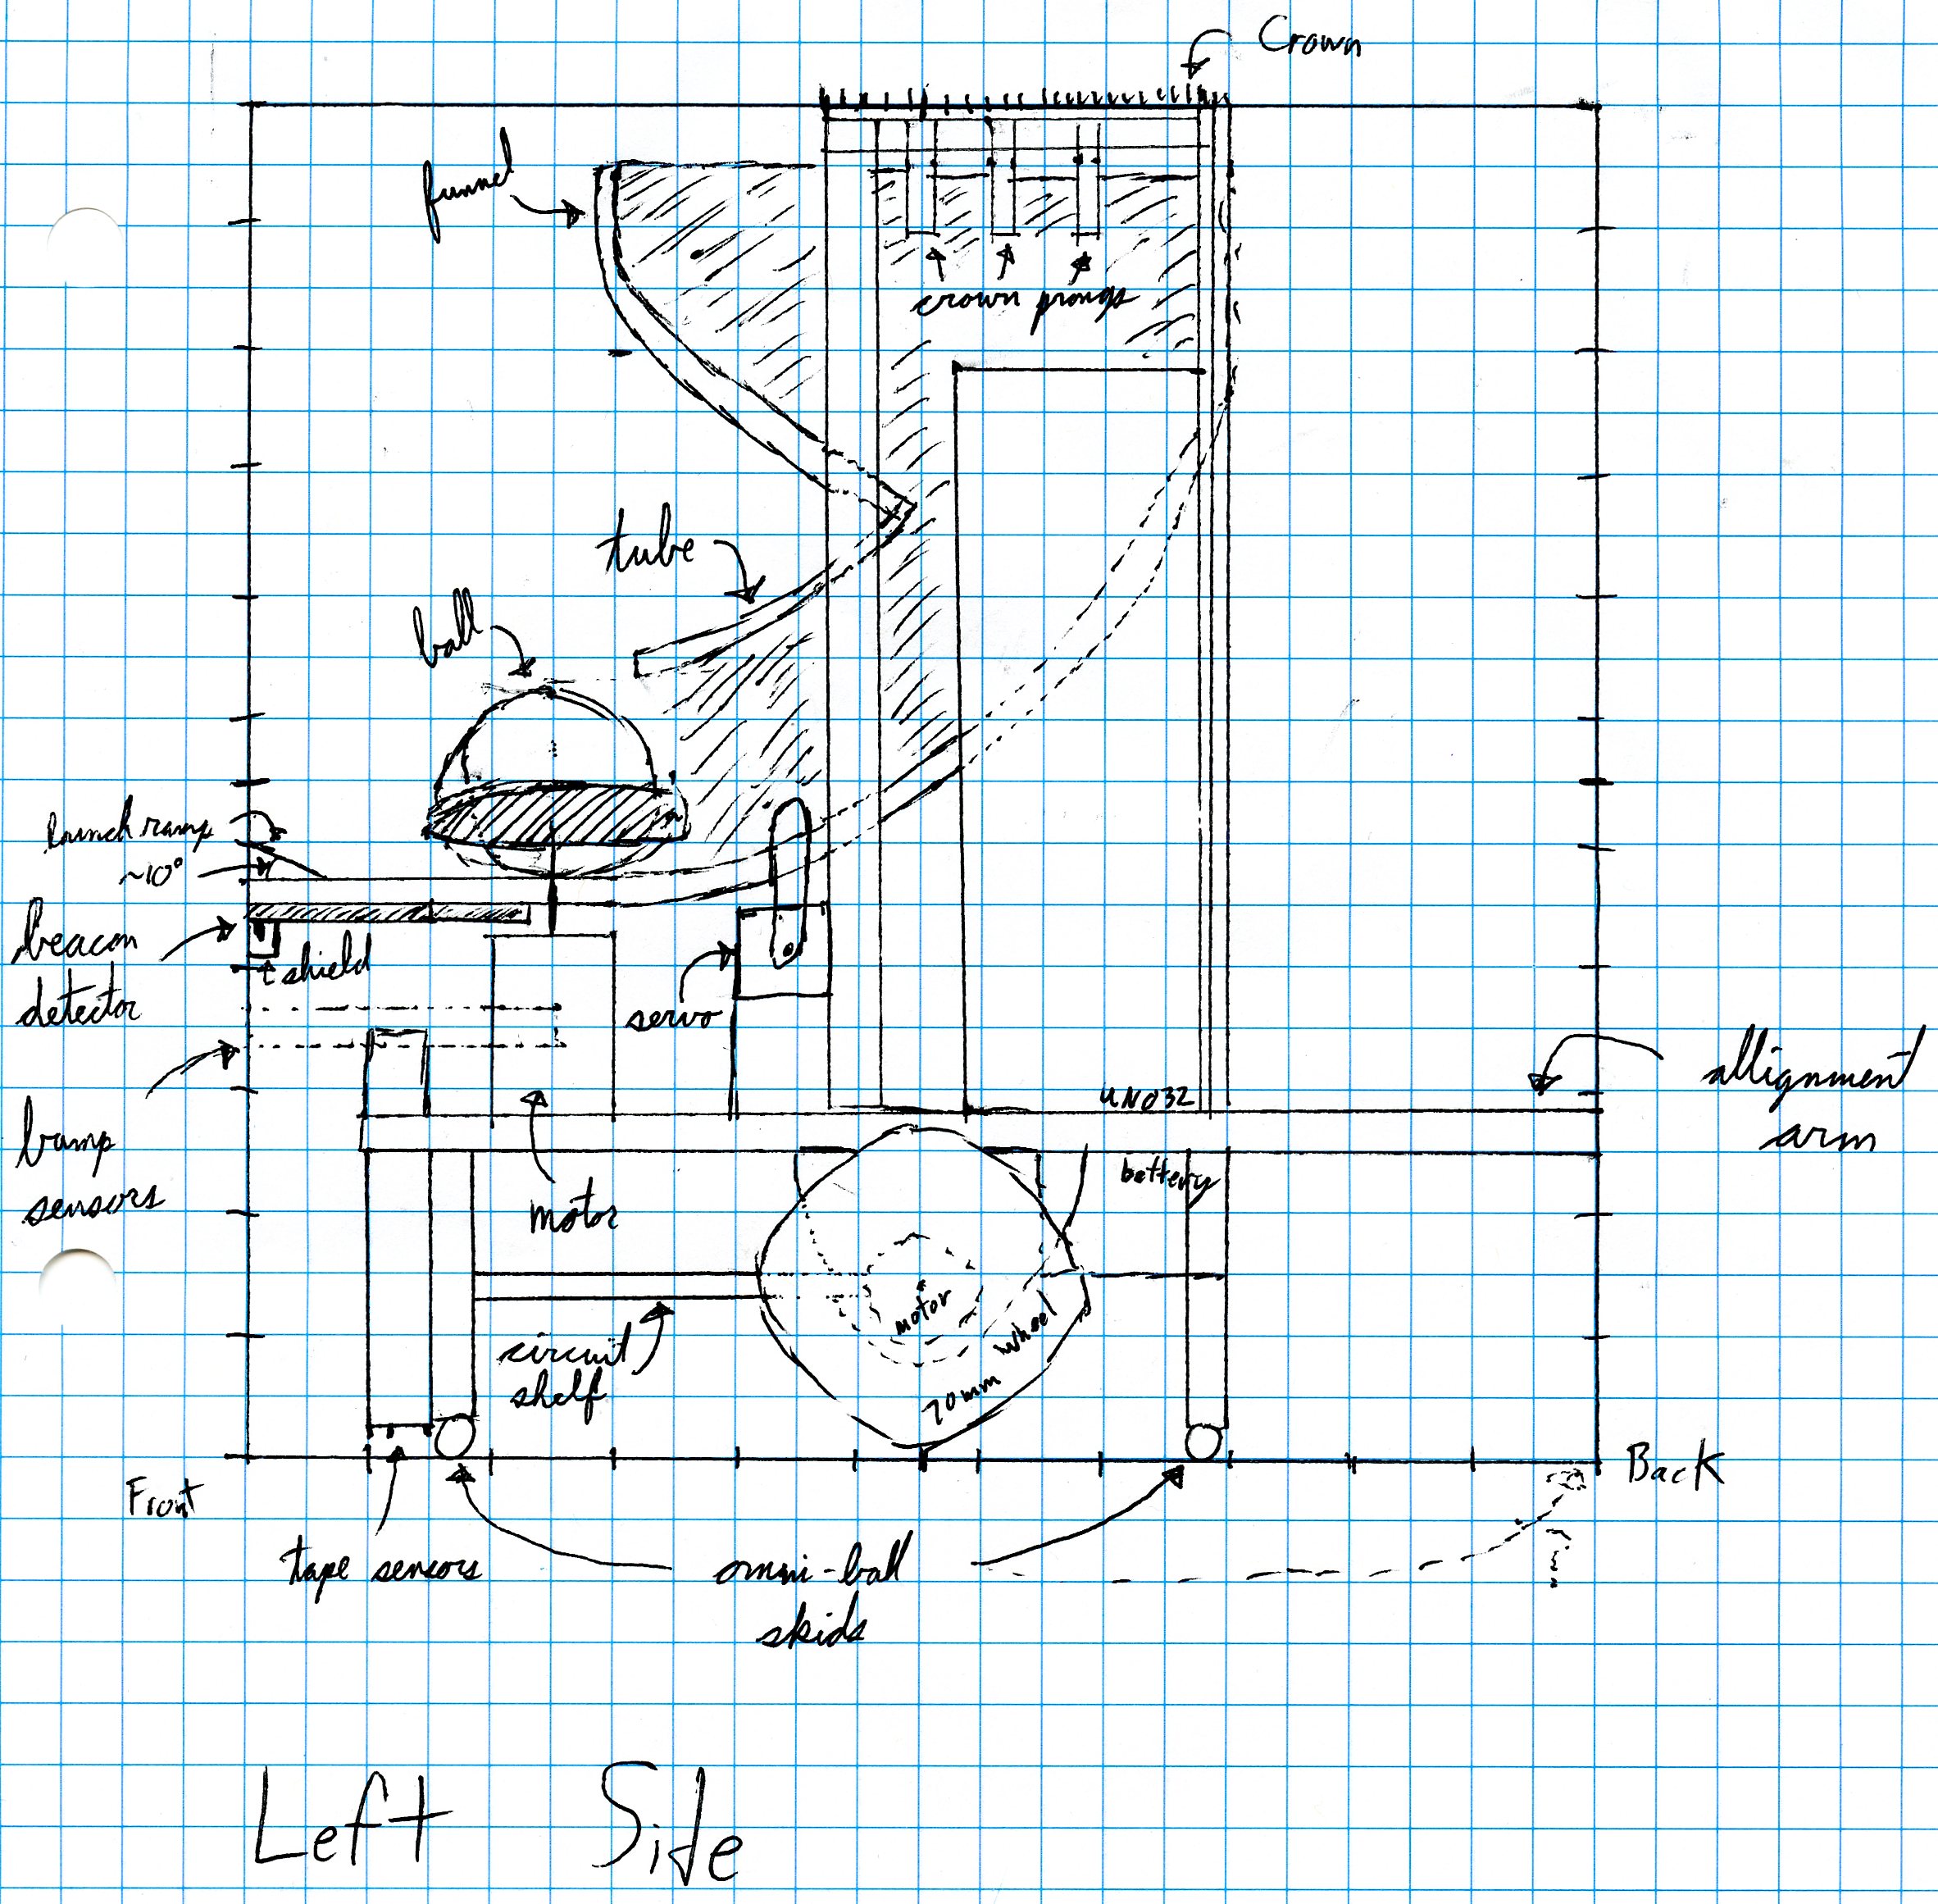 Crown
funnel
crown prongs
tube
ball
launch ramp
~10°
beacon
detector
shield
servo
UNO32
allignment
arm
bump
sensors
motor
battery
motor
wheel
70mm
circuit
shelf
Front
Back
tape sensors
omni-ball
skids
?
Left Side